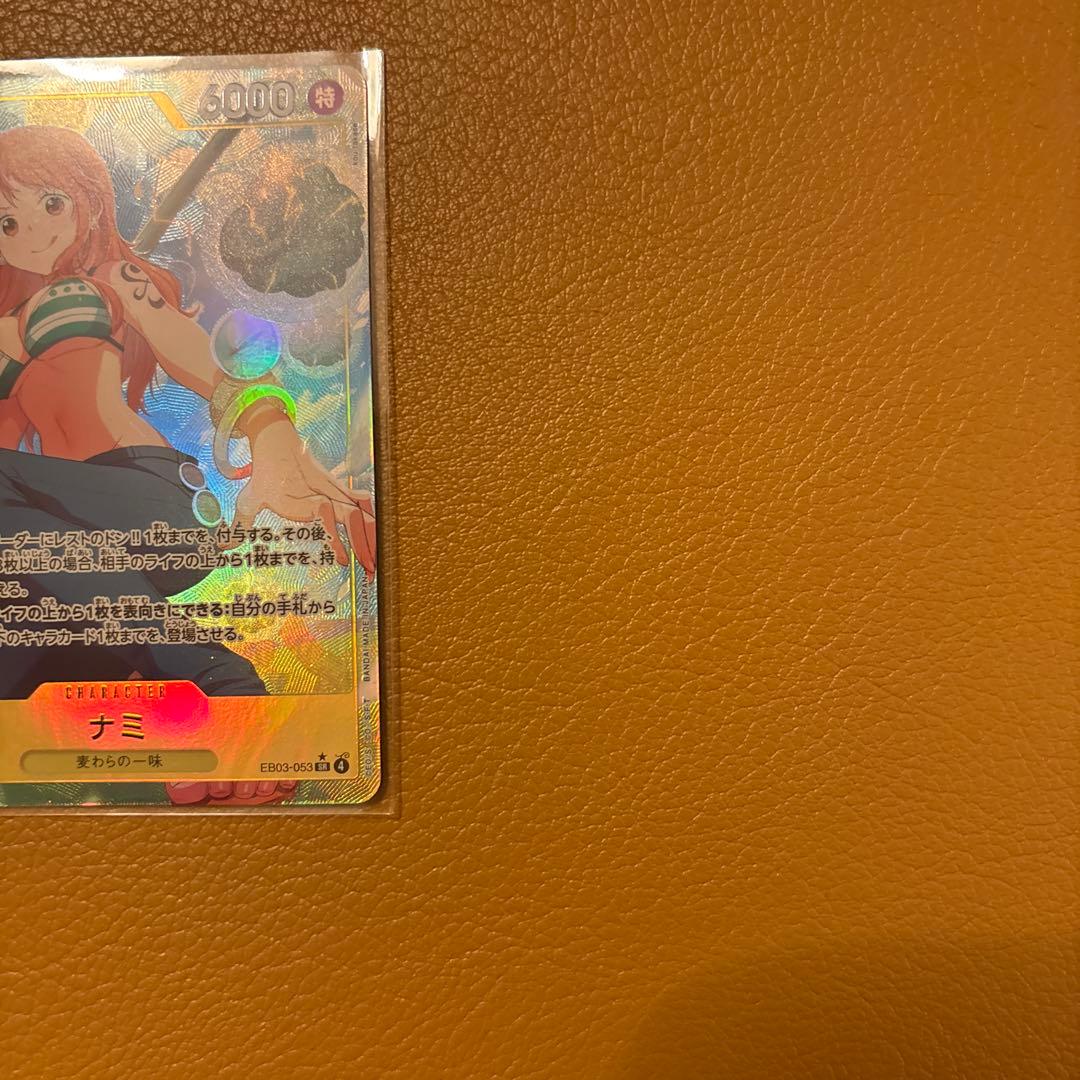 6000 特
ーダーにレストのドン!! 1枚までを、付与する。その後、
枚以上の場合、相手のライフの上から1枚までを、持
える。
イフの上から1枚を表向きにできる:自分の手札から
のキャラカード1枚までを、登場させる。
CHARACTER
ナミ
麦わらの一味
EB03-053 SR 4
BANDAI MADE IN JAPAN